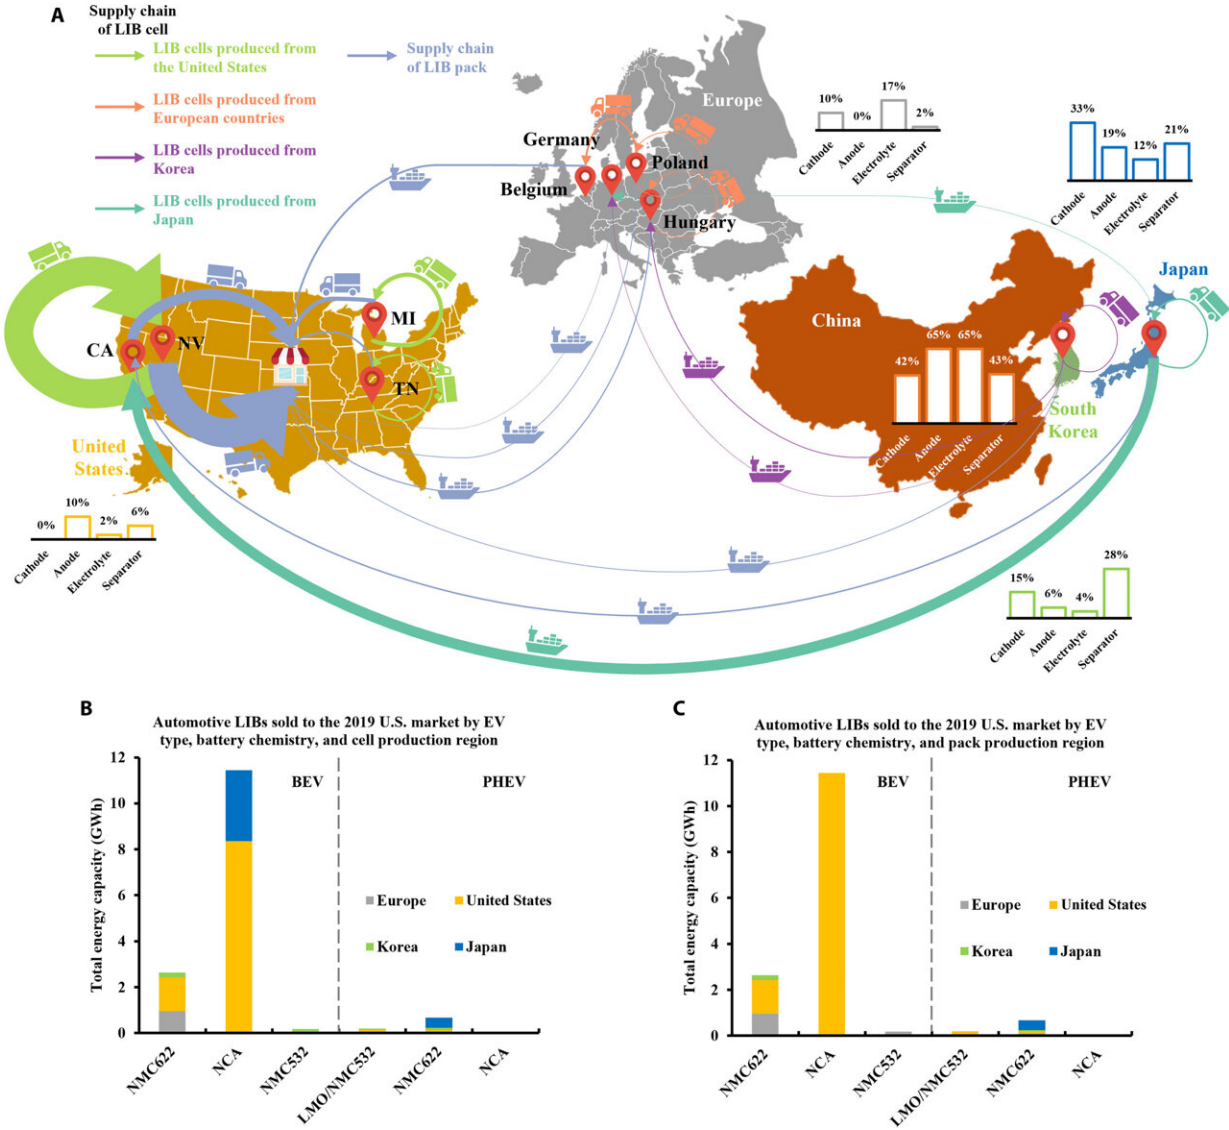 A
Supply chain
of LIB cell
LIB cells produced from
the United States
Supply chain
of LIB pack
LIB cells produced from
European countries
LIB cells produced from
Korea
LIB cells produced from
Japan
Europe
Germany
Poland
Belgium
Hungary
10%
0%
17%
2%
Cathode
Anode
Electrolyte
Separator
33%
19%
12%
21%
Cathode
Anode
Electrolyte
Separator
Japan
China
42%
65%
65%
43%
Cathode
Anode
Electrolyte
Separator
South
Korea
MI
CA
NV
TN
United
States
0%
10%
2%
6%
Cathode
Anode
Electrolyte
Separator
15%
6%
4%
28%
Cathode
Anode
Electrolyte
Separator
B
Automotive LIBs sold to the 2019 U.S. market by EV
type, battery chemistry, and cell production region
Total energy capacity (GWh)
12
10
8
6
4
2
0
BEV
PHEV
Europe
United States
Korea
Japan
NMC622
NCA
NMC532
LMO/NMC532
NMC622
NCA
C
Automotive LIBs sold to the 2019 U.S. market by EV
type, battery chemistry, and pack production region
Total energy capacity (GWh)
12
10
8
6
4
2
0
BEV
PHEV
Europe
United States
Korea
Japan
NMC622
NCA
NMC532
LMO/NMC532
NMC622
NCA